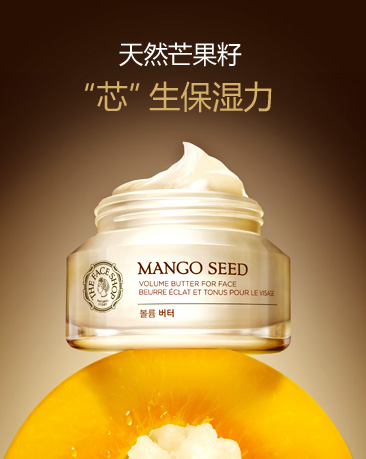 天然芒果籽
“芯”生保湿力
THE FACE SHOP
MANGO SEED
VOLUME BUTTER FOR FACE
BEURRE ÉCLAT ET TONUS POUR LE VISAGE
볼륨 버터